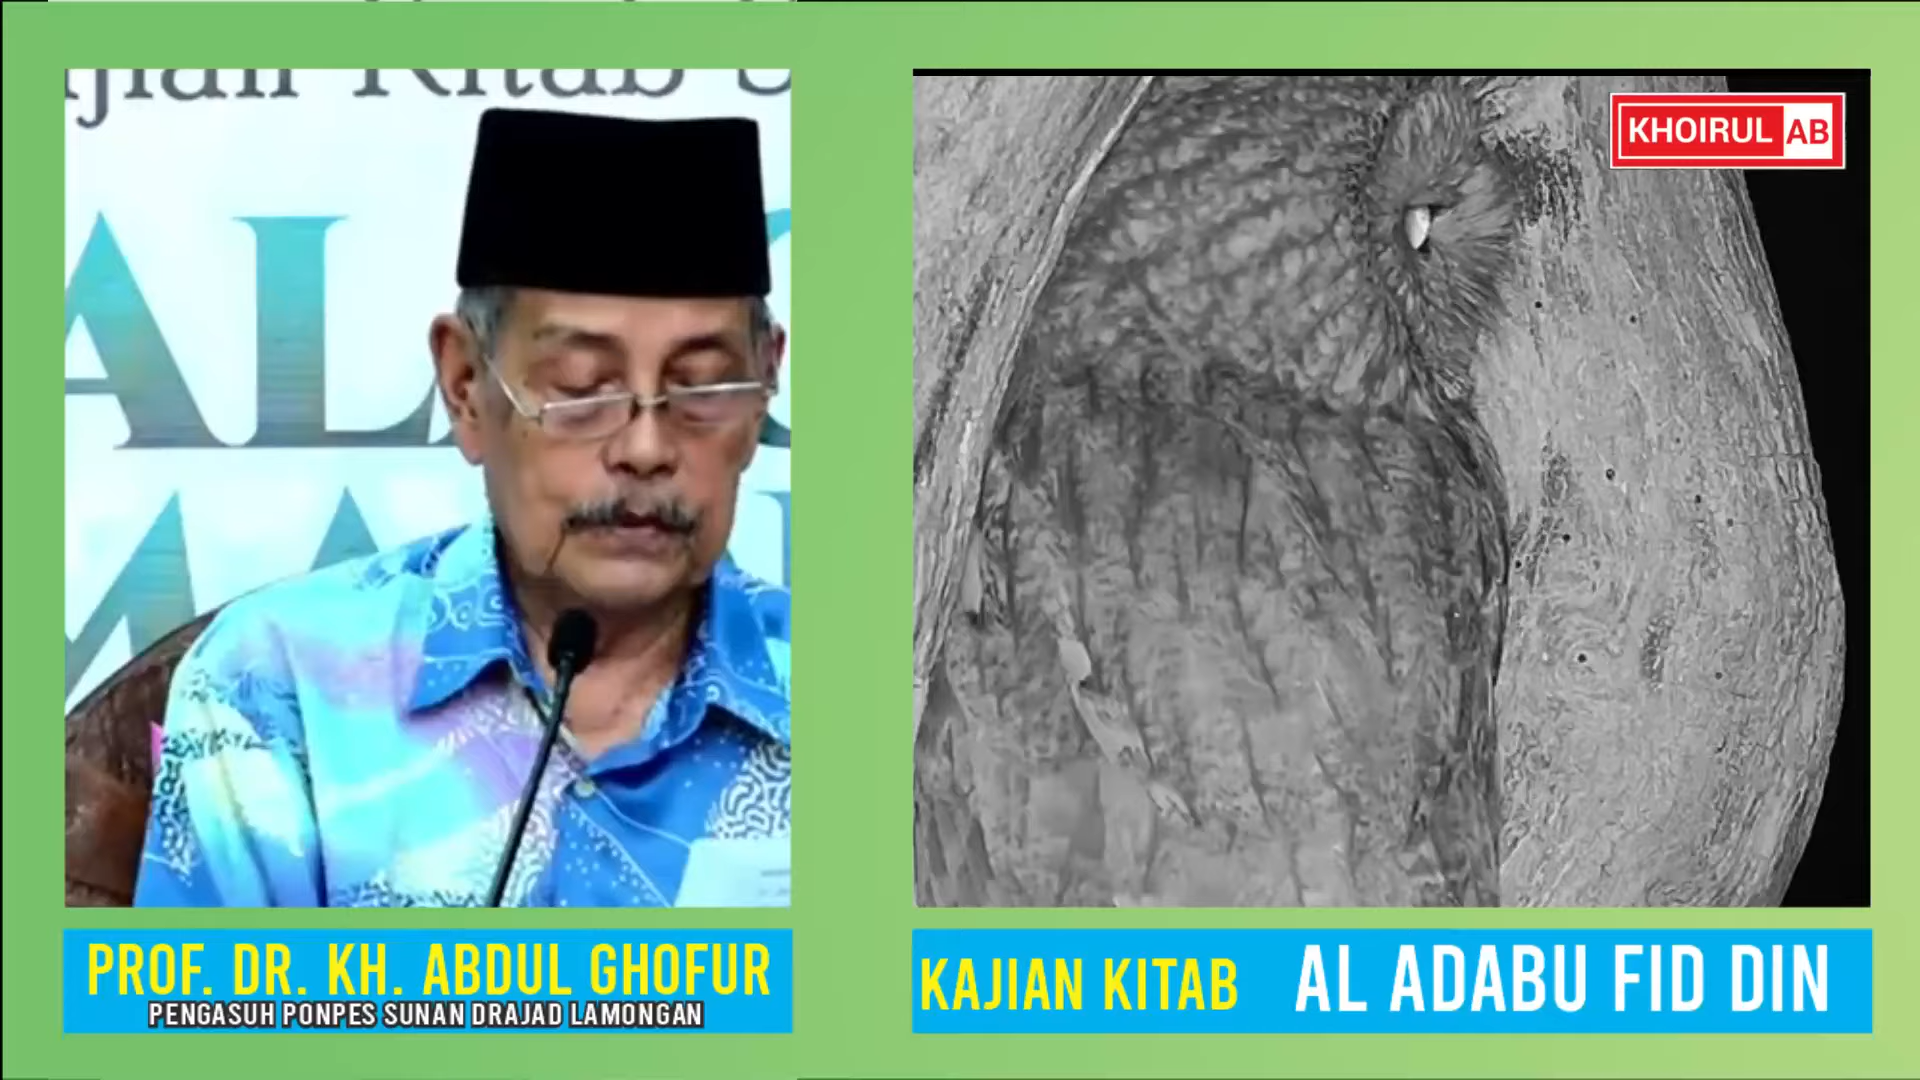 KHOIRUL AB
PROF. DR. KH. ABDUL GHOFUR
PENGASUH PONPES SUNAN DRAJAD LAMONGAN
KAJIAN KITAB AL ADABU FID DIN